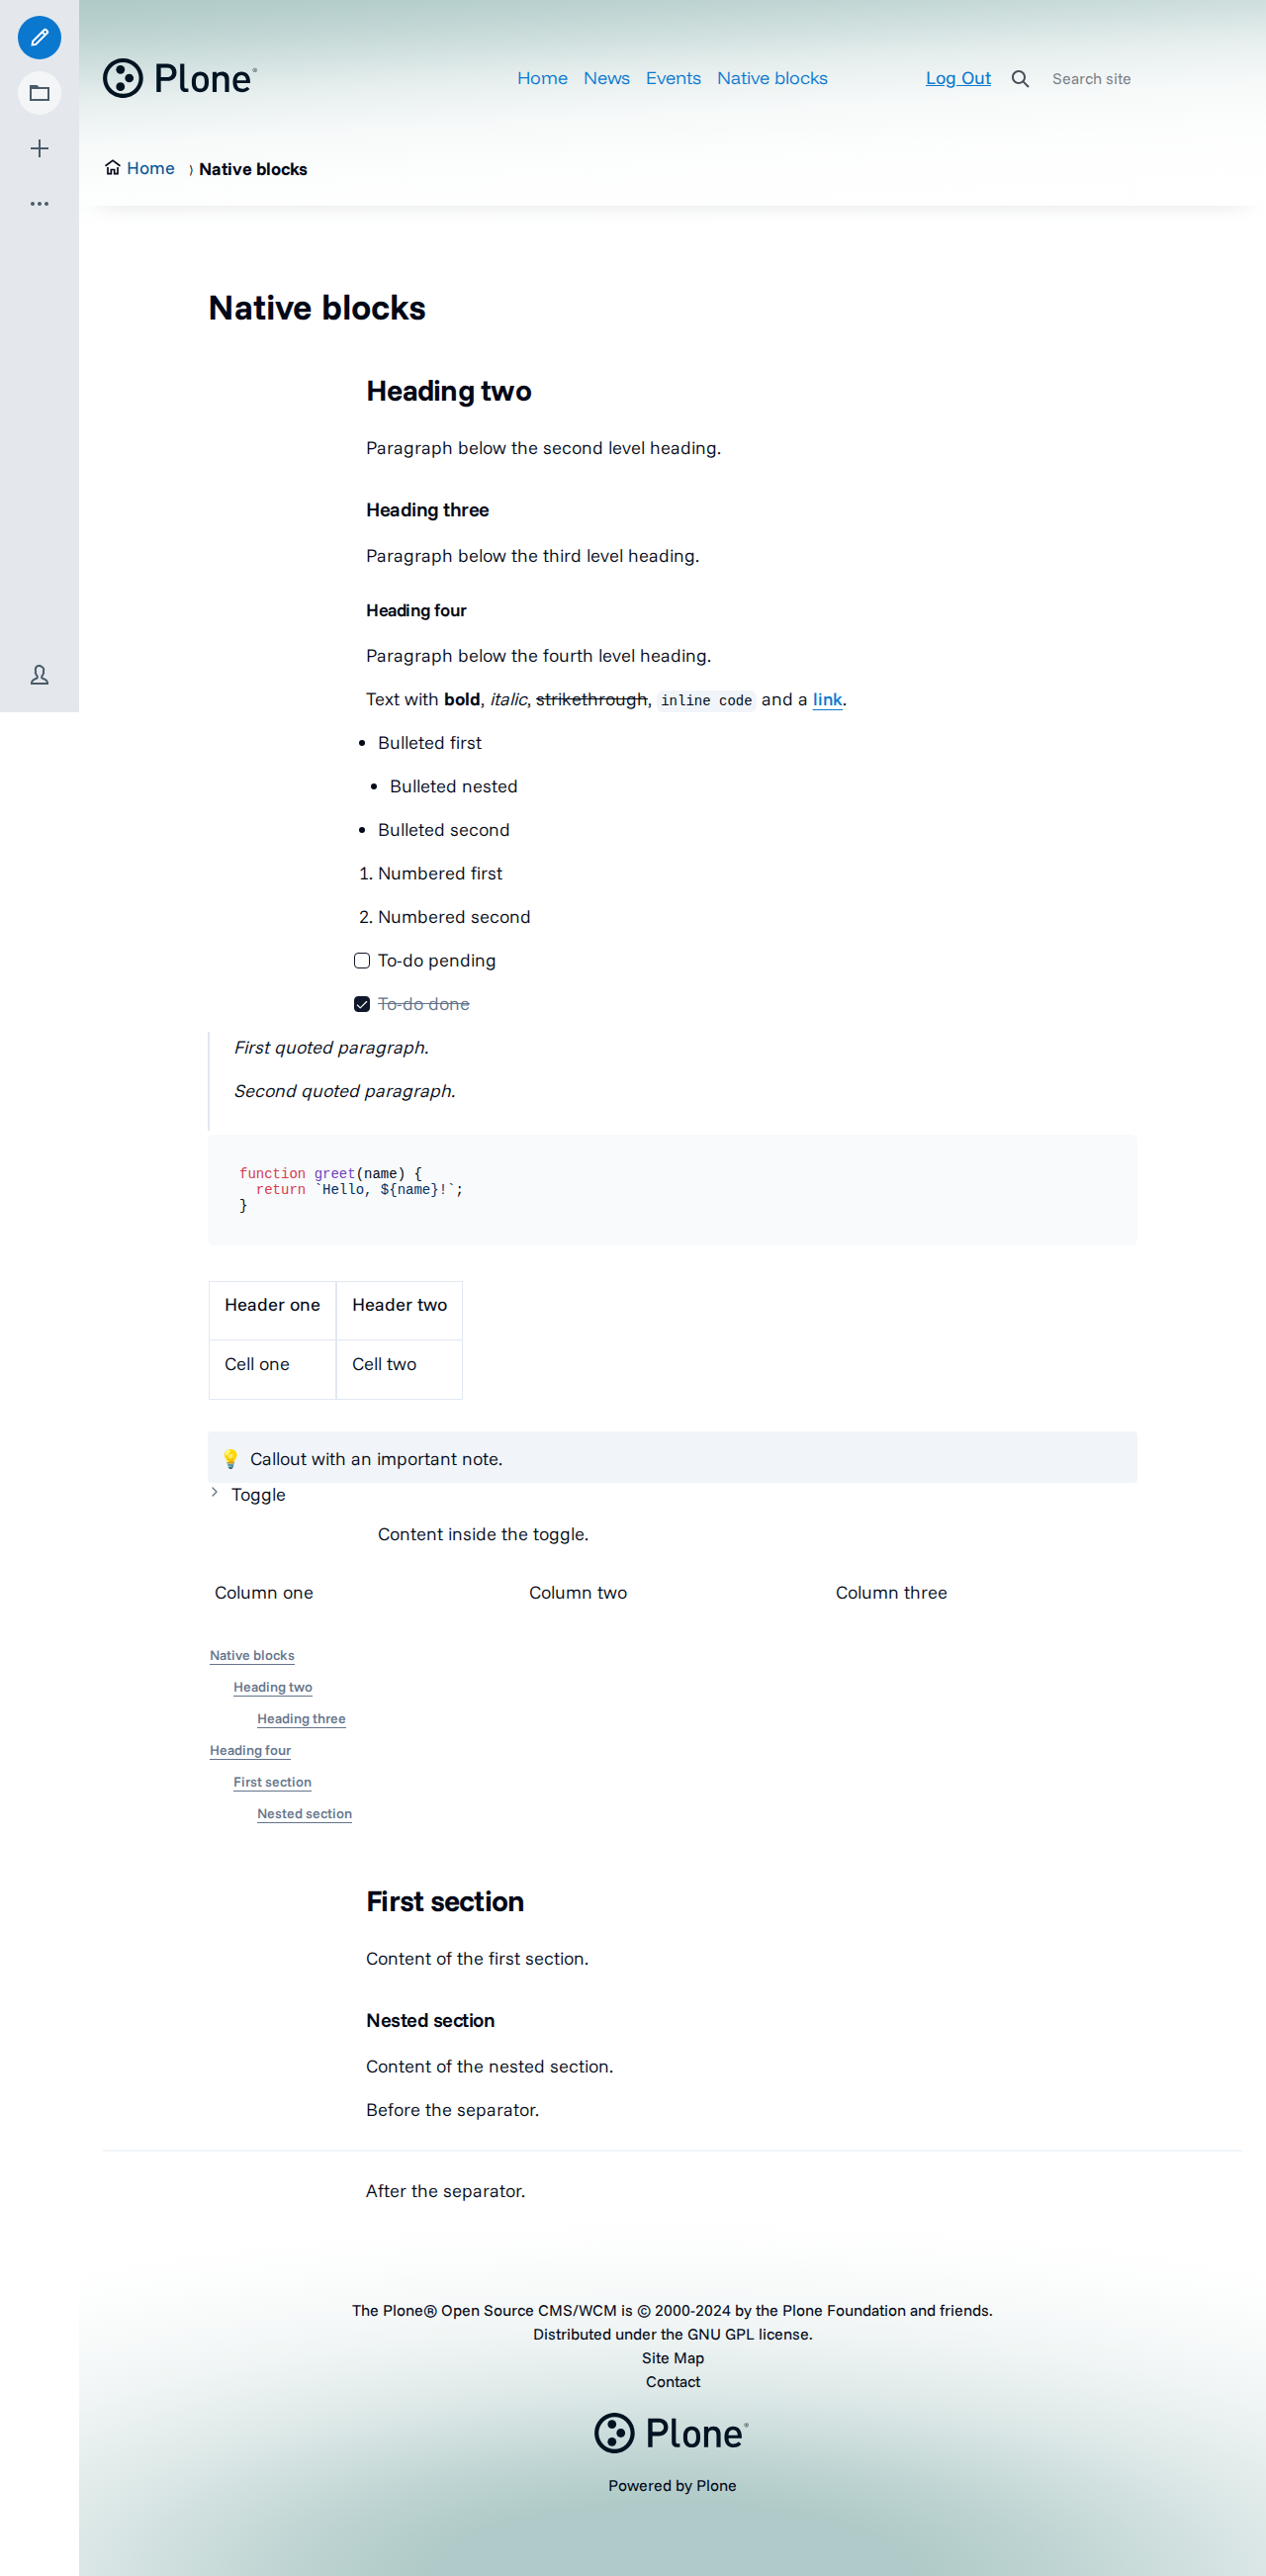 Plone®
Home News Events Native blocks
Log Out
Search site
Home ⟩ Native blocks
Native blocks
Heading two
Paragraph below the second level heading.
Heading three
Paragraph below the third level heading.
Heading four
Paragraph below the fourth level heading.
Text with bold, italic, strikethrough, inline code and a link.
• Bulleted first
• Bulleted nested
• Bulleted second
1. Numbered first
2. Numbered second
To-do pending
To-do done
First quoted paragraph.
Second quoted paragraph.
function greet(name) {
  return `Hello, ${name}!`;
}
Header one Header two
Cell one Cell two
💡 Callout with an important note.
Toggle
Content inside the toggle.
Column one Column two Column three
Native blocks
Heading two
Heading three
Heading four
First section
Nested section
First section
Content of the first section.
Nested section
Content of the nested section.
Before the separator.
After the separator.
The Plone® Open Source CMS/WCM is © 2000-2024 by the Plone Foundation and friends.
Distributed under the GNU GPL license.
Site Map
Contact
Plone®
Powered by Plone